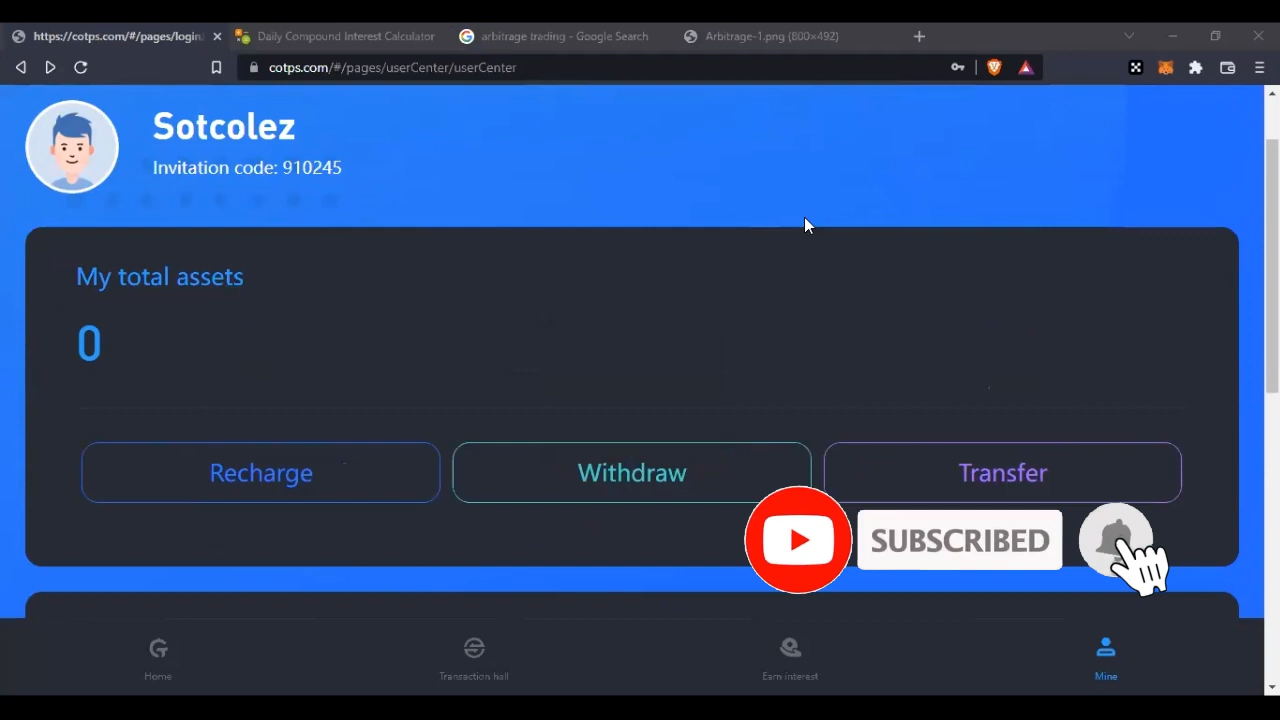 https://cotps.com/#/pages/login
Daily Compound Interest Calculator
arbitrage trading - Google Search
Arbitrage-1.png (800×492)
cotps.com/#/pages/userCenter/userCenter
Sotcolez
Invitation code: 910245
My total assets
0
Recharge
Withdraw
Transfer
SUBSCRIBED
Home
Transaction hall
Earn interest
Mine